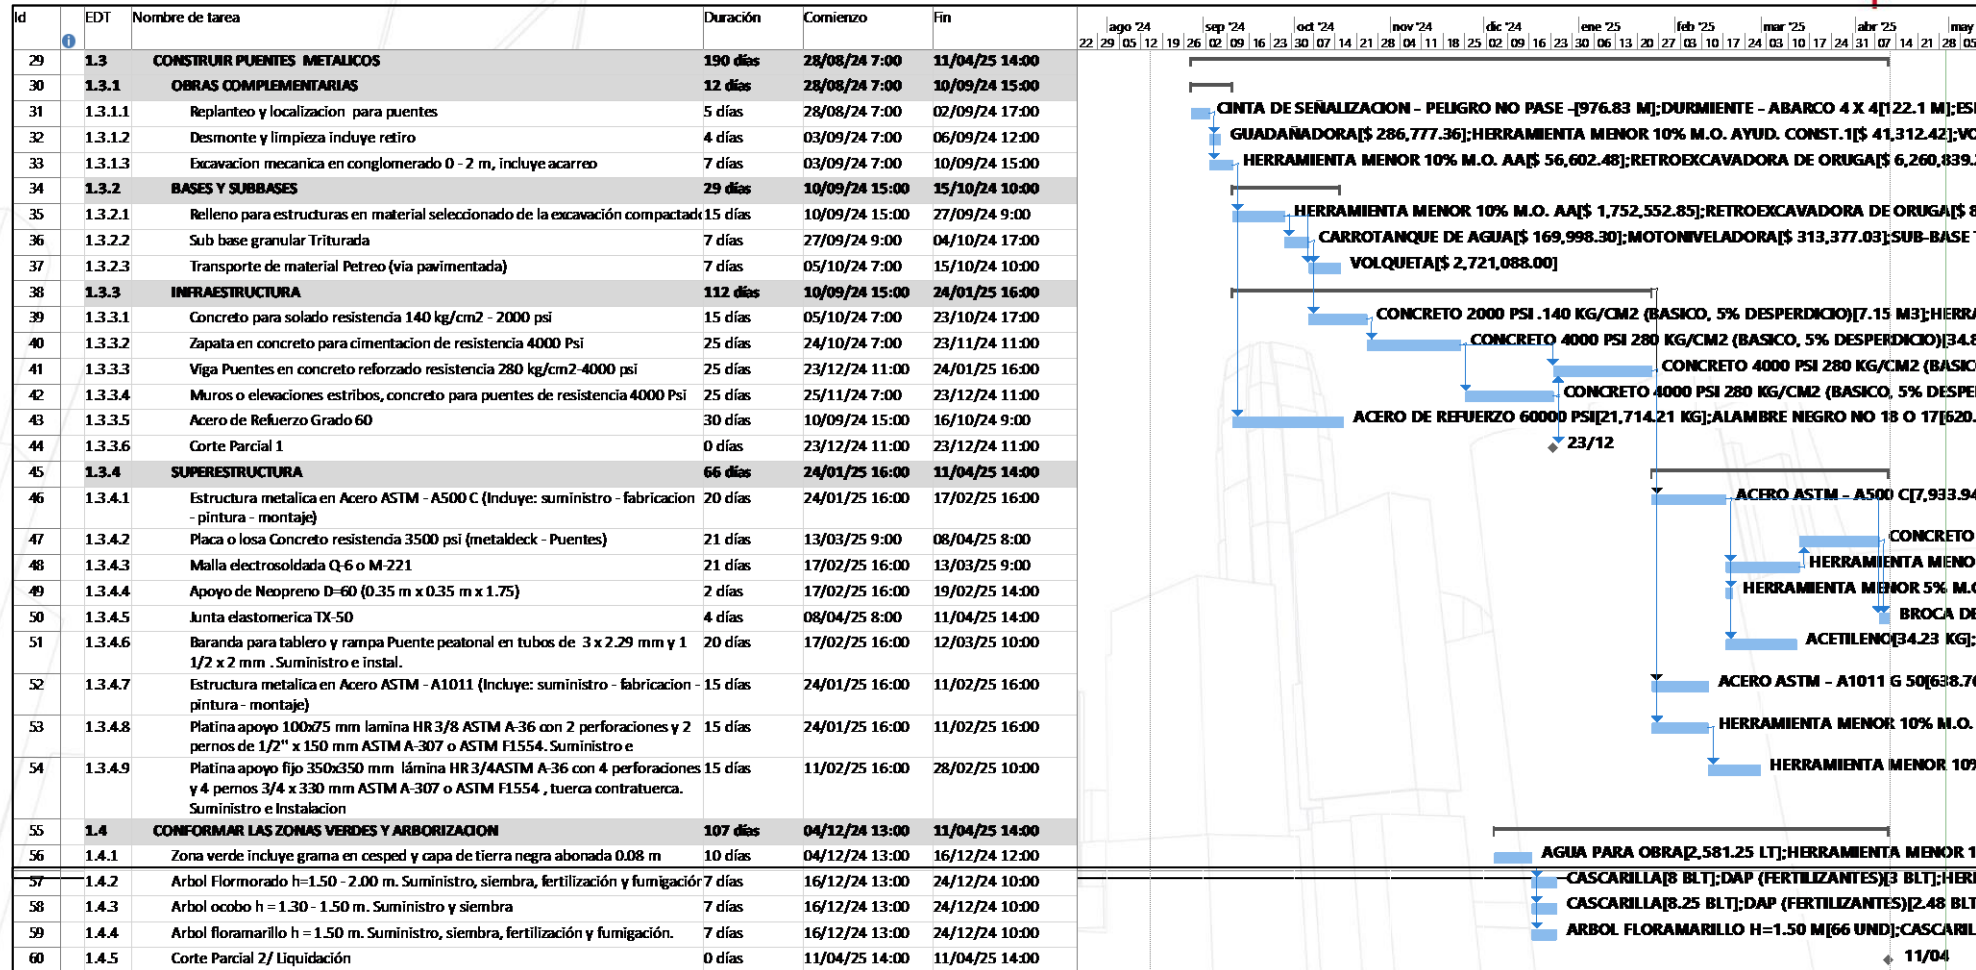 Id EDT Nombre de tarea Duración Comienzo Fin
ago '24 sep '24 oct '24 nov '24 dic '24 ene '25 feb '25 mar '25 abr '25 may
22 29 05 12 19 26 02 09 16 23 30 07 14 21 28 04 11 18 25 02 09 16 23 30 06 13 20 27 03 10 17 24 03 10 17 24 31 07 14 21 28 05
29 1.3 CONSTRUIR PUENTES METALICOS 190 días 28/08/24 7:00 11/04/25 14:00
30 1.3.1 OBRAS COMPLEMENTARIAS 12 días 28/08/24 7:00 10/09/24 15:00
31 1.3.1.1 Replanteo y localizacion para puentes 5 días 28/08/24 7:00 02/09/24 17:00 CINTA DE SEÑALIZACION - PELIGRO NO PASE -[976.83 M];DURMIENTE - ABARCO 4 X 4[122.1 M];ES
32 1.3.1.2 Desmonte y limpieza incluye retiro 4 días 03/09/24 7:00 06/09/24 12:00 GUADAÑADORA[$ 286,777.36];HERRAMIENTA MENOR 10% M.O. AYUD. CONST.1[$ 41,312.42];VO
33 1.3.1.3 Excavacion mecanica en conglomerado 0 - 2 m, incluye acarreo 7 días 03/09/24 7:00 10/09/24 15:00 HERRAMIENTA MENOR 10% M.O. AA[$ 56,602.48];RETROEXCAVADORA DE ORUGA[$ 6,260,839.
34 1.3.2 BASES Y SUBBASES 29 días 10/09/24 15:00 15/10/24 10:00
35 1.3.2.1 Relleno para estructuras en material seleccionado de la excavación compactad 15 días 10/09/24 15:00 27/09/24 9:00 HERRAMIENTA MENOR 10% M.O. AA[$ 1,752,552.85];RETROEXCAVADORA DE ORUGA[$ 8
36 1.3.2.2 Sub base granular Triturada 7 días 27/09/24 9:00 04/10/24 17:00 CARROTANQUE DE AGUA[$ 169,998.30];MOTONIVELADORA[$ 313,377.03];SUB-BASE
37 1.3.2.3 Transporte de material Petreo (via pavimentada) 7 días 05/10/24 7:00 15/10/24 10:00 VOLQUETA[$ 2,721,088.00]
38 1.3.3 INFRAESTRUCTURA 112 días 10/09/24 15:00 24/01/25 16:00
39 1.3.3.1 Concreto para solado resistencia 140 kg/cm2 - 2000 psi 15 días 05/10/24 7:00 23/10/24 17:00 CONCRETO 2000 PSI .140 KG/CM2 (BASICO, 5% DESPERDICIO)[7.15 M3];HERRA
40 1.3.3.2 Zapata en concreto para cimentacion de resistencia 4000 Psi 25 días 24/10/24 7:00 23/11/24 11:00 CONCRETO 4000 PSI 280 KG/CM2 (BASICO, 5% DESPERDICIO)[34.8
41 1.3.3.3 Viga Puentes en concreto reforzado resistencia 280 kg/cm2-4000 psi 25 días 23/12/24 11:00 24/01/25 16:00 CONCRETO 4000 PSI 280 KG/CM2 (BASIC
42 1.3.3.4 Muros o elevaciones estribos, concreto para puentes de resistencia 4000 Psi 25 días 25/11/24 7:00 23/12/24 11:00 CONCRETO 4000 PSI 280 KG/CM2 (BASICO, 5% DESPE
43 1.3.3.5 Acero de Refuerzo Grado 60 30 días 10/09/24 15:00 16/10/24 9:00 ACERO DE REFUERZO 60000 PSI[21,714.21 KG];ALAMBRE NEGRO NO 18 O 17[620.
44 1.3.3.6 Corte Parcial 1 0 días 23/12/24 11:00 23/12/24 11:00 23/12
45 1.3.4 SUPERESTRUCTURA 66 días 24/01/25 16:00 11/04/25 14:00
46 1.3.4.1 Estructura metalica en Acero ASTM - A500 C (Incluye: suministro - fabricacion 20 días 24/01/25 16:00 17/02/25 16:00 ACERO ASTM - A500 C[7,933.94
- pintura - montaje)
47 1.3.4.2 Placa o losa Concreto resistencia 3500 psi (metaldeck - Puentes) 21 días 13/03/25 9:00 08/04/25 8:00 CONCRETO
48 1.3.4.3 Malla electrosoldada Q-6 o M-221 21 días 17/02/25 16:00 13/03/25 9:00 HERRAMIENTA MENO
49 1.3.4.4 Apoyo de Neopreno D=60 (0.35 m x 0.35 m x 1.75) 2 días 17/02/25 16:00 19/02/25 14:00 HERRAMIENTA MENOR 5% M.O
50 1.3.4.5 Junta elastomerica TX-50 4 días 08/04/25 8:00 11/04/25 14:00 BROCA DE
51 1.3.4.6 Baranda para tablero y rampa Puente peatonal en tubos de 3 x 2.29 mm y 1 20 días 17/02/25 16:00 12/03/25 10:00 ACETILENO[34.23 KG];
1/2 x 2 mm . Suministro e instal.
52 1.3.4.7 Estructura metalica en Acero ASTM - A1011 (Incluye: suministro - fabricacion - 15 días 24/01/25 16:00 11/02/25 16:00 ACERO ASTM - A1011 G 50[638.76
pintura - montaje)
53 1.3.4.8 Platina apoyo 100x75 mm lamina HR 3/8 ASTM A-36 con 2 perforaciones y 2 15 días 24/01/25 16:00 11/02/25 16:00 HERRAMIENTA MENOR 10% M.O.
pernos de 1/2" x 150 mm ASTM A-307 o ASTM F1554. Suministro e
54 1.3.4.9 Platina apoyo fijo 350x350 mm lámina HR 3/4ASTM A-36 con 4 perforaciones 15 días 11/02/25 16:00 28/02/25 10:00 HERRAMIENTA MENOR 10%
y 4 pernos 3/4 x 330 mm ASTM A-307 o ASTM F1554 , tuerca contratuerca.
Suministro e Instalacion
55 1.4 CONFORMAR LAS ZONAS VERDES Y ARBORIZACION 107 días 04/12/24 13:00 11/04/25 14:00
56 1.4.1 Zona verde incluye grama en cesped y capa de tierra negra abonada 0.08 m 10 días 04/12/24 13:00 16/12/24 12:00 AGUA PARA OBRA[2,581.25 LT];HERRAMIENTA MENOR 1
57 1.4.2 Arbol Flormorado h=1.50 - 2.00 m. Suministro, siembra, fertilización y fumigación 7 días 16/12/24 13:00 24/12/24 10:00 CASCARILLA[8 BLT];DAP (FERTILIZANTES)[3 BLT];HER
58 1.4.3 Arbol ocobo h = 1.30 - 1.50 m. Suministro y siembra 7 días 16/12/24 13:00 24/12/24 10:00 CASCARILLA[8.25 BLT];DAP (FERTILIZANTES)[2.48 BLT
59 1.4.4 Arbol floramarillo h = 1.50 m. Suministro, siembra, fertilización y fumigación. 7 días 16/12/24 13:00 24/12/24 10:00 ARBOL FLORAMARILLO H=1.50 M[66 UND];CASCARIL
60 1.4.5 Corte Parcial 2/ Liquidación 0 días 11/04/25 14:00 11/04/25 14:00 11/04